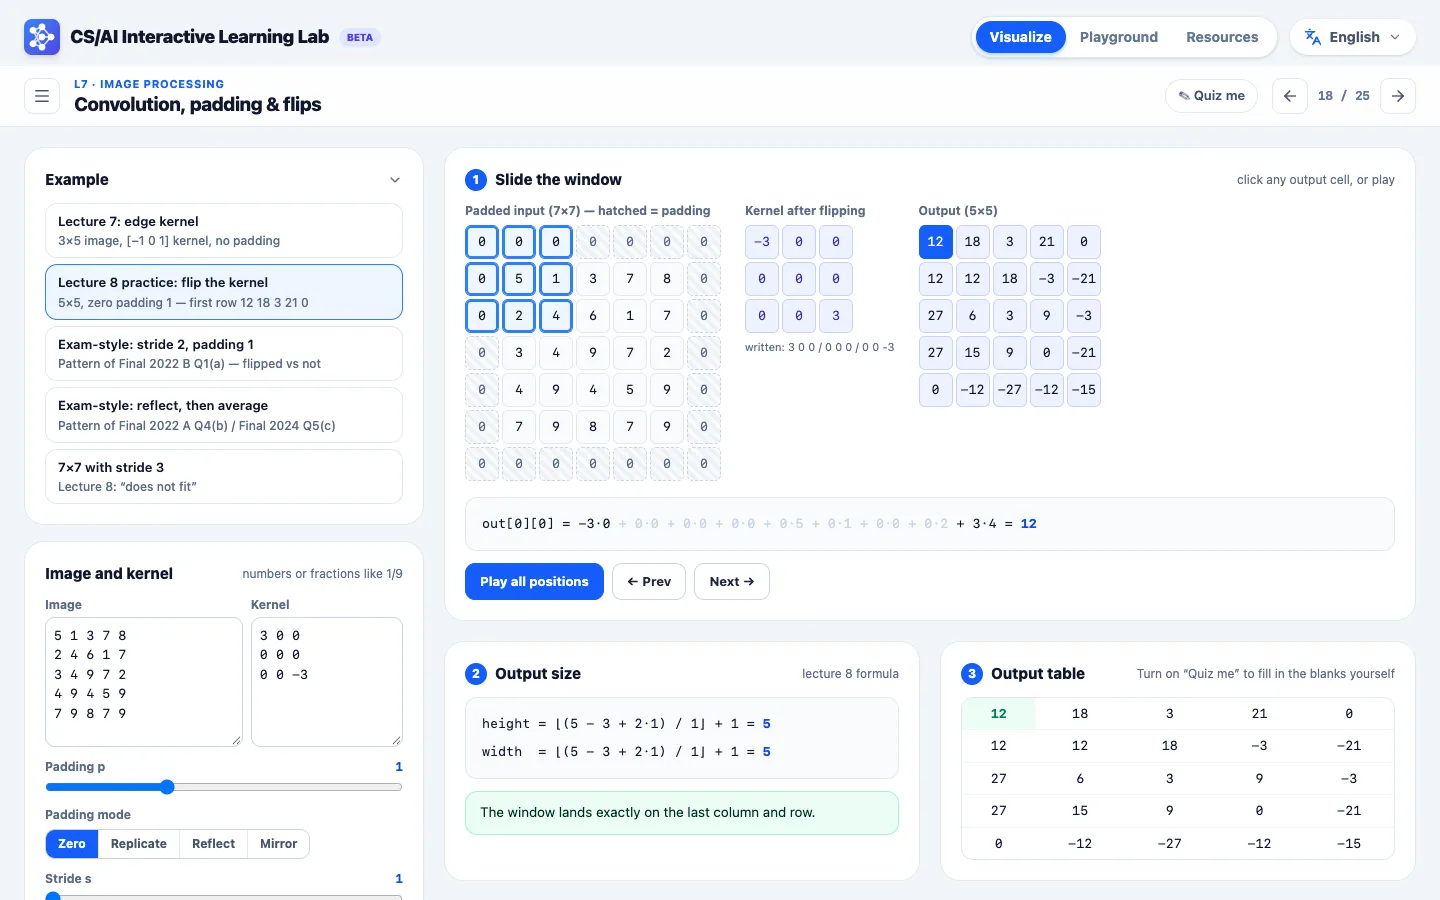 CS/AI Interactive Learning Lab BETA
Visualize Playground Resources English
L7 · IMAGE PROCESSING
Convolution, padding & flips
Quiz me 18 / 25
Example
Lecture 7: edge kernel
3×5 image, [−1 0 1] kernel, no padding
Lecture 8 practice: flip the kernel
5×5, zero padding 1 — first row 12 18 3 21 0
Exam-style: stride 2, padding 1
Pattern of Final 2022 B Q1(a) — flipped vs not
Exam-style: reflect, then average
Pattern of Final 2022 A Q4(b) / Final 2024 Q5(c)
7×7 with stride 3
Lecture 8: “does not fit”
Image and kernel numbers or fractions like 1/9
Image
5 1 3 7 8
2 4 6 1 7
3 4 9 7 2
4 9 4 5 9
7 9 8 7 9
Kernel
3 0 0
0 0 0
0 0 −3
Padding p 1
Padding mode
Zero Replicate Reflect Mirror
Stride s 1
1 Slide the window click any output cell, or play
Padded input (7×7) — hatched = padding
0 0 0 0 0 0 0
0 5 1 3 7 8 0
0 2 4 6 1 7 0
0 3 4 9 7 2 0
0 4 9 4 5 9 0
0 7 9 8 7 9 0
0 0 0 0 0 0 0
Kernel after flipping
−3 0 0
0 0 0
0 0 3
written: 3 0 0 / 0 0 0 / 0 0 -3
Output (5×5)
12 18 3 21 0
12 12 18 −3 −21
27 6 3 9 −3
27 15 9 0 −21
0 −12 −27 −12 −15
out[0][0] = −3·0 + 0·0 + 0·0 + 0·0 + 0·5 + 0·1 + 0·0 + 0·2 + 3·4 = 12
Play all positions ← Prev Next →
2 Output size lecture 8 formula
height = ⌊(5 − 3 + 2·1) / 1⌋ + 1 = 5
width = ⌊(5 − 3 + 2·1) / 1⌋ + 1 = 5
The window lands exactly on the last column and row.
3 Output table Turn on “Quiz me” to fill in the blanks yourself
12 18 3 21 0
12 12 18 −3 −21
27 6 3 9 −3
27 15 9 0 −21
0 −12 −27 −12 −15